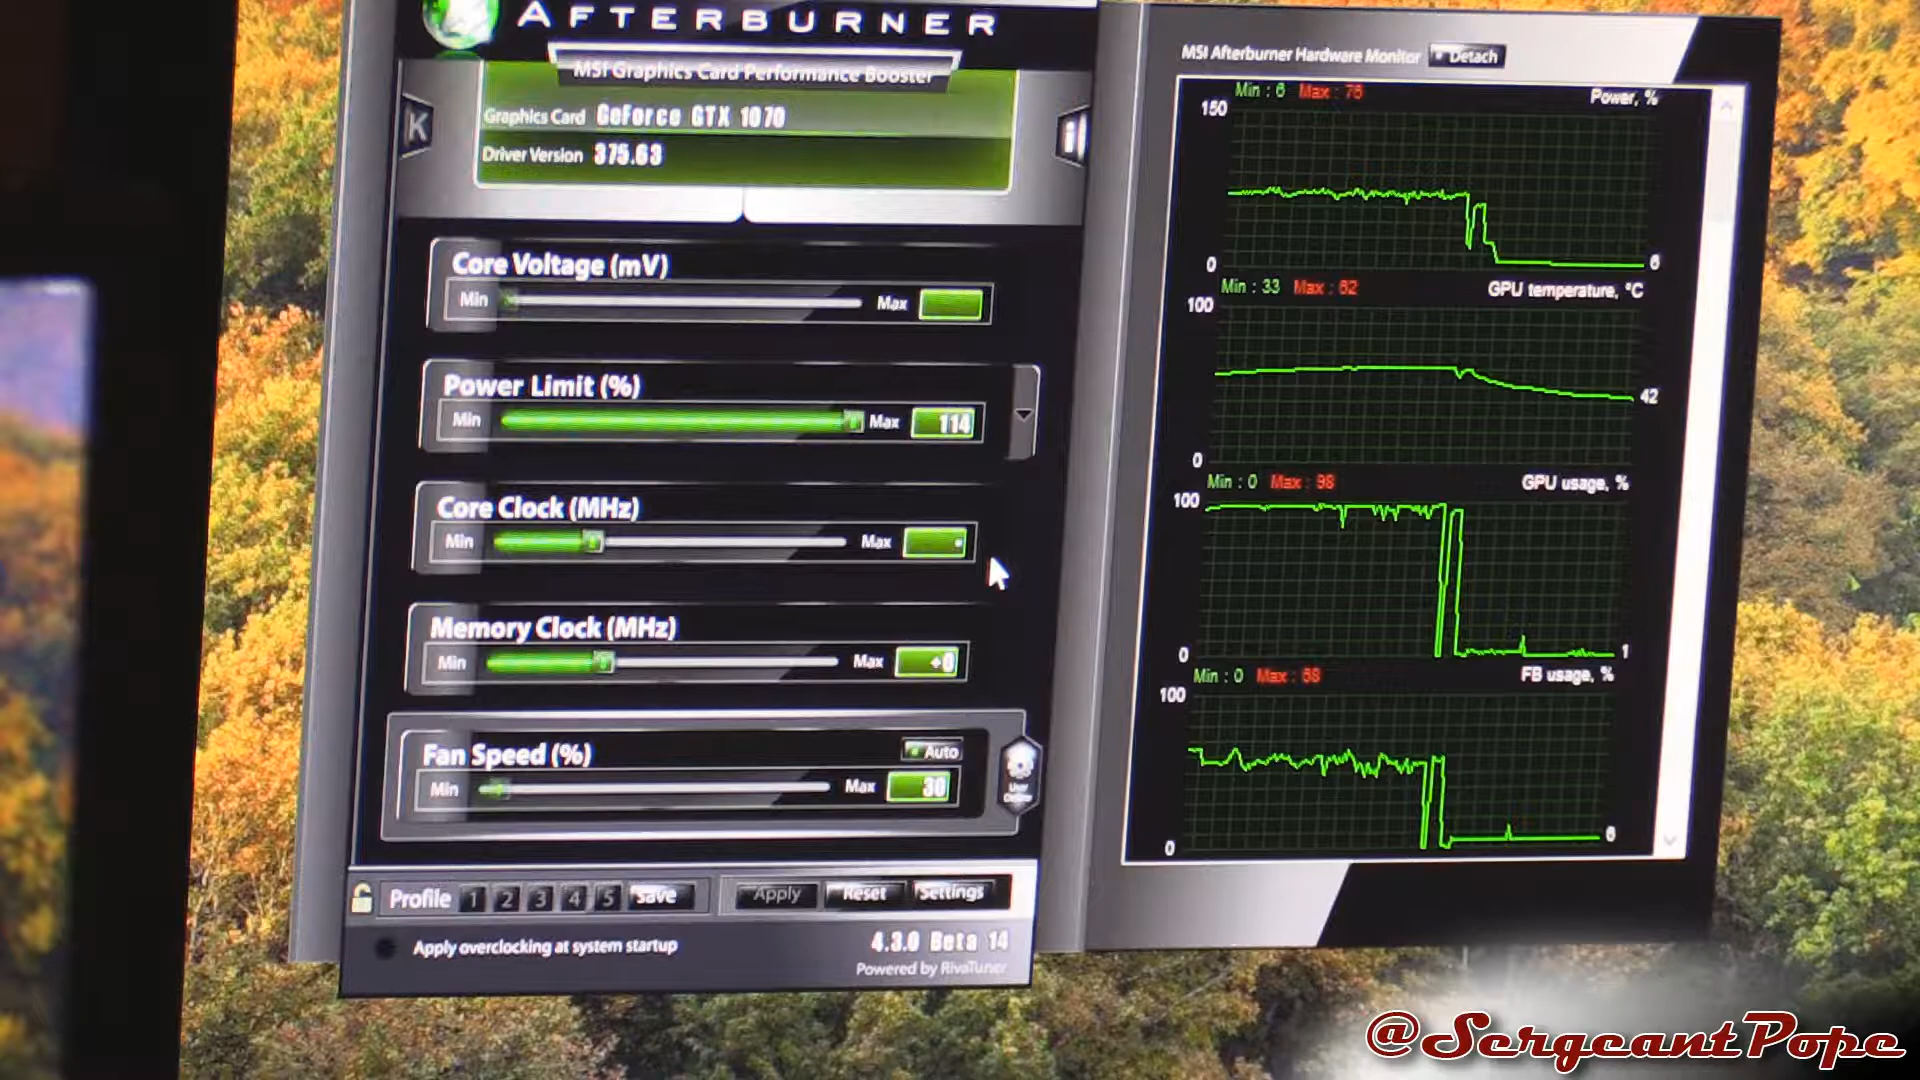 AFTERBURNER
MSI Graphics Card Performance Booster
Graphics Card GeForce GTX 1070
Driver Version 375.63
K
Core Voltage (mV)
Min Max
Power Limit (%)
Min Max 114
Core Clock (MHz)
Min Max
Memory Clock (MHz)
Min Max +0
Fan Speed (%)
Auto
Min Max 30
User
Profile 1 2 3 4 5 Save Apply Reset Settings
Apply overclocking at system startup
4.3.0 Beta 14
Powered by RivaTuner
MSI Afterburner Hardware Monitor Detach
Min : 6 Max : 76 Power, %
150
0 6
Min : 33 Max : 62 GPU temperature, °C
100
42
0
Min : 0 Max : 98 GPU usage, %
100
0 1
Min : 0 Max : 68 FB usage, %
100
0 6
@SergeantPope